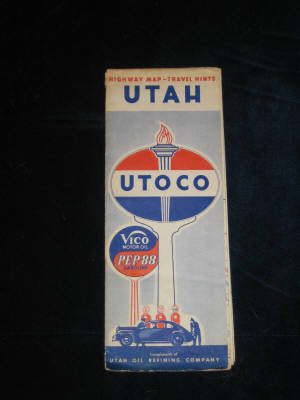 HIGHWAY MAP - TRAVEL HINTS
UTAH
UTOCO
Vico
MOTOR OIL
PEP 88
GASOLINE
Compliments of
UTAH OIL REFINING COMPANY